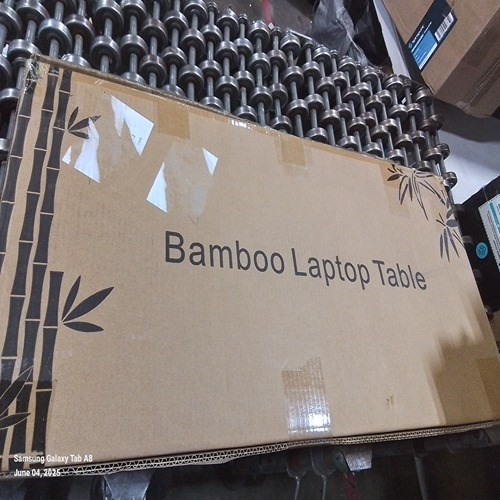 Bamboo Laptop Table
Samsung Galaxy Tab A8
June 04, 2025